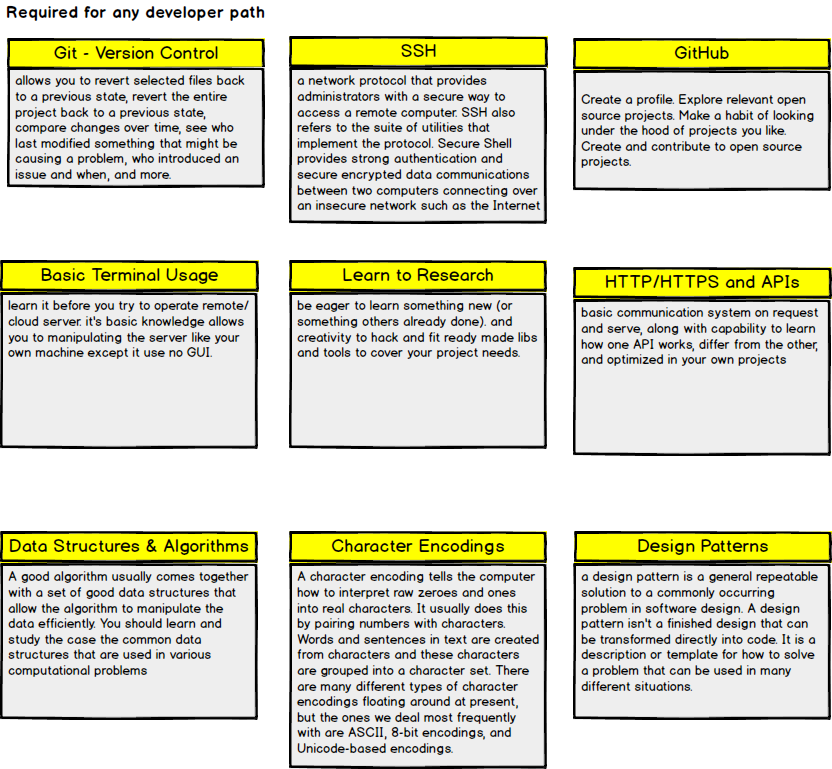 Required for any developer path
Git - Version Control
allows you to revert selected files back
to a previous state, revert the entire
project back to a previous state,
compare changes over time, see who
last modified something that might be
causing a problem, who introduced an
issue and when, and more.
SSH
a network protocol that provides
administrators with a secure way to
access a remote computer. SSH also
refers to the suite of utilities that
implement the protocol. Secure Shell
provides strong authentication and
secure encrypted data communications
between two computers connecting over
an insecure network such as the Internet
GitHub
Create a profile. Explore relevant open
source projects. Make a habit of looking
under the hood of projects you like.
Create and contribute to open source
projects.
Basic Terminal Usage
learn it before you try to operate remote/
cloud server. it's basic knowledge allows
you to manipulating the server like your
own machine except it use no GUI.
Learn to Research
be eager to learn something new (or
something others already done). and
creativity to hack and fit ready made libs
and tools to cover your project needs.
HTTP/HTTPS and APIs
basic communication system on request
and serve, along with capability to learn
how one API works, differ from the other,
and optimized in your own projects
Data Structures & Algorithms
A good algorithm usually comes together
with a set of good data structures that
allow the algorithm to manipulate the
data efficiently. You should learn and
study the case the common data
structures that are used in various
computational problems
Character Encodings
A character encoding tells the computer
how to interpret raw zeroes and ones
into real characters. It usually does this
by pairing numbers with characters.
Words and sentences in text are created
from characters and these characters
are grouped into a character set. There
are many different types of character
encodings floating around at present,
but the ones we deal most frequently
with are ASCII, 8-bit encodings, and
Unicode-based encodings.
Design Patterns
a design pattern is a general repeatable
solution to a commonly occurring
problem in software design. A design
pattern isn't a finished design that can
be transformed directly into code. It is a
description or template for how to solve
a problem that can be used in many
different situations.